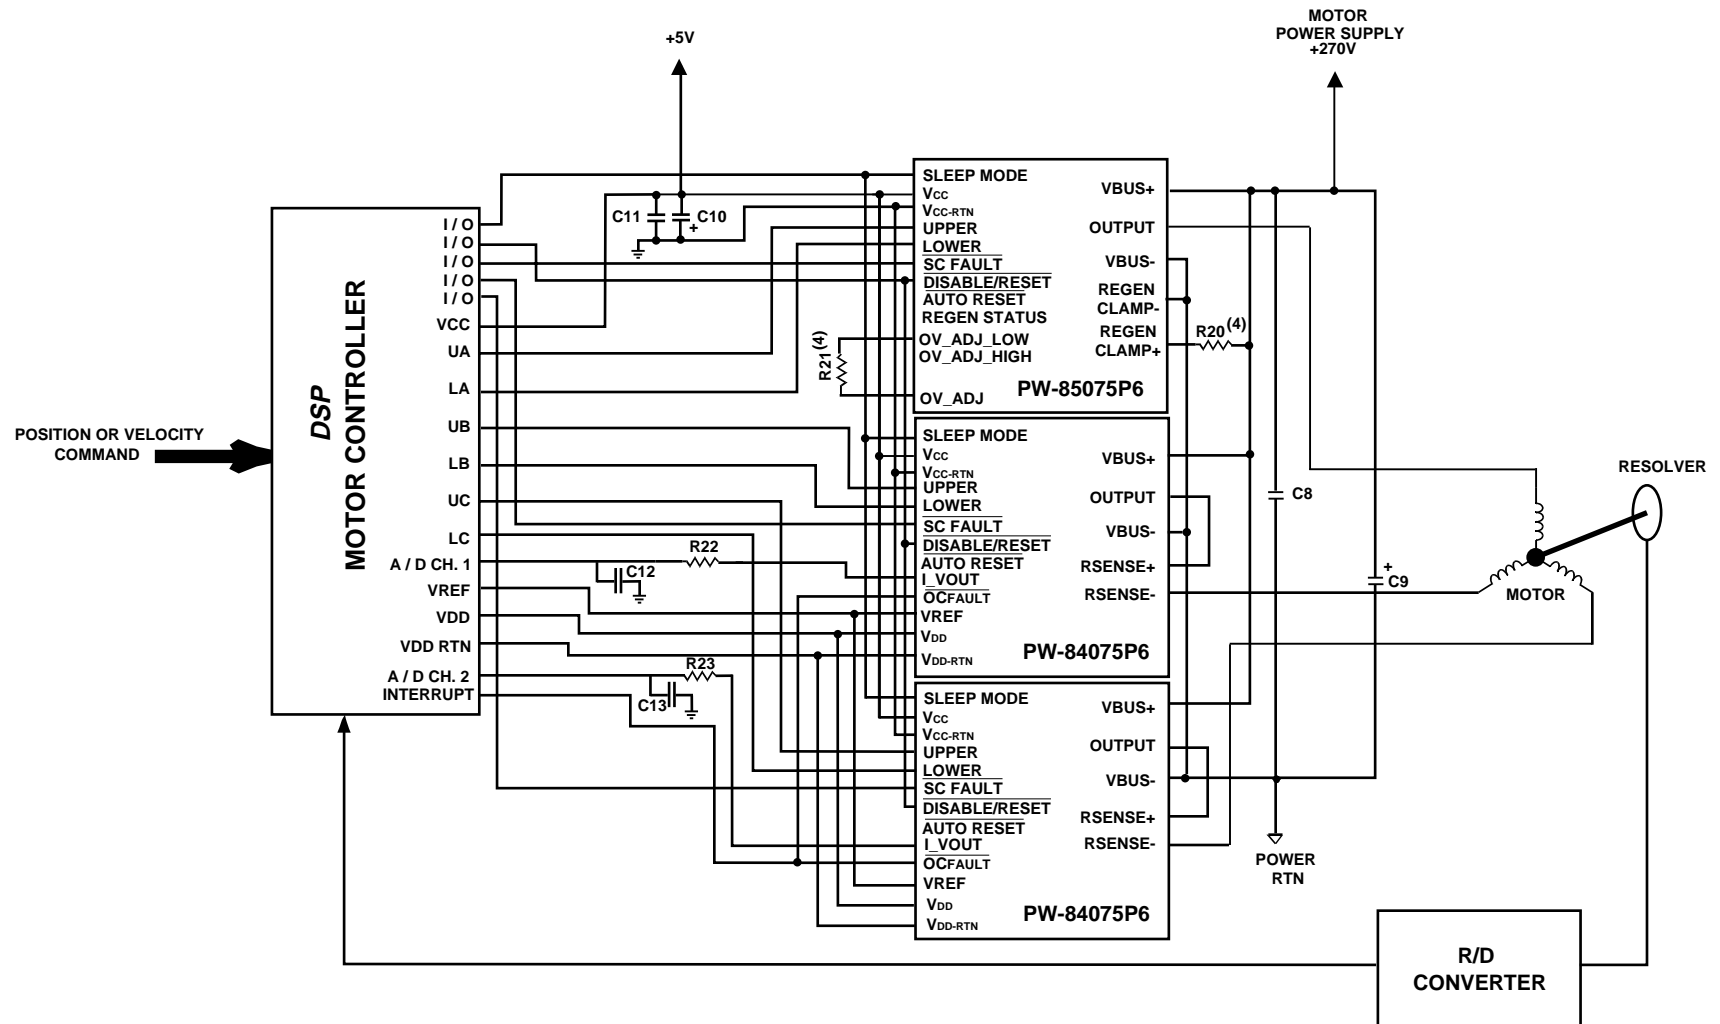 MOTOR
POWER SUPPLY
+270V
+5V
SLEEP MODE
VCC
VCC-RTN
UPPER
LOWER
SC FAULT
DISABLE/RESET
AUTO RESET
REGEN STATUS
OV_ADJ_LOW
OV_ADJ_HIGH
OV_ADJ
VBUS+
OUTPUT
VBUS-
REGEN
CLAMP-
REGEN
CLAMP+
PW-85075P6
R20(4)
R21(4)
C11
C10
I / O
I / O
I / O
I / O
I / O
VCC
UA
LA
UB
LB
UC
LC
A / D CH. 1
VREF
VDD
VDD RTN
A / D CH. 2
INTERRUPT
DSP
MOTOR CONTROLLER
POSITION OR VELOCITY
COMMAND
R22
C12
R23
C13
SLEEP MODE
VCC
VCC-RTN
UPPER
LOWER
SC FAULT
DISABLE/RESET
AUTO RESET
I_VOUT
OCFAULT
VREF
VDD
VDD-RTN
VBUS+
OUTPUT
VBUS-
RSENSE+
RSENSE-
PW-84075P6
C8
+
C9
+
RESOLVER
MOTOR
SLEEP MODE
VCC
VCC-RTN
UPPER
LOWER
SC FAULT
DISABLE/RESET
AUTO RESET
I_VOUT
OCFAULT
VREF
VDD
VDD-RTN
VBUS+
OUTPUT
VBUS-
RSENSE+
RSENSE-
PW-84075P6
POWER
RTN
R/D
CONVERTER